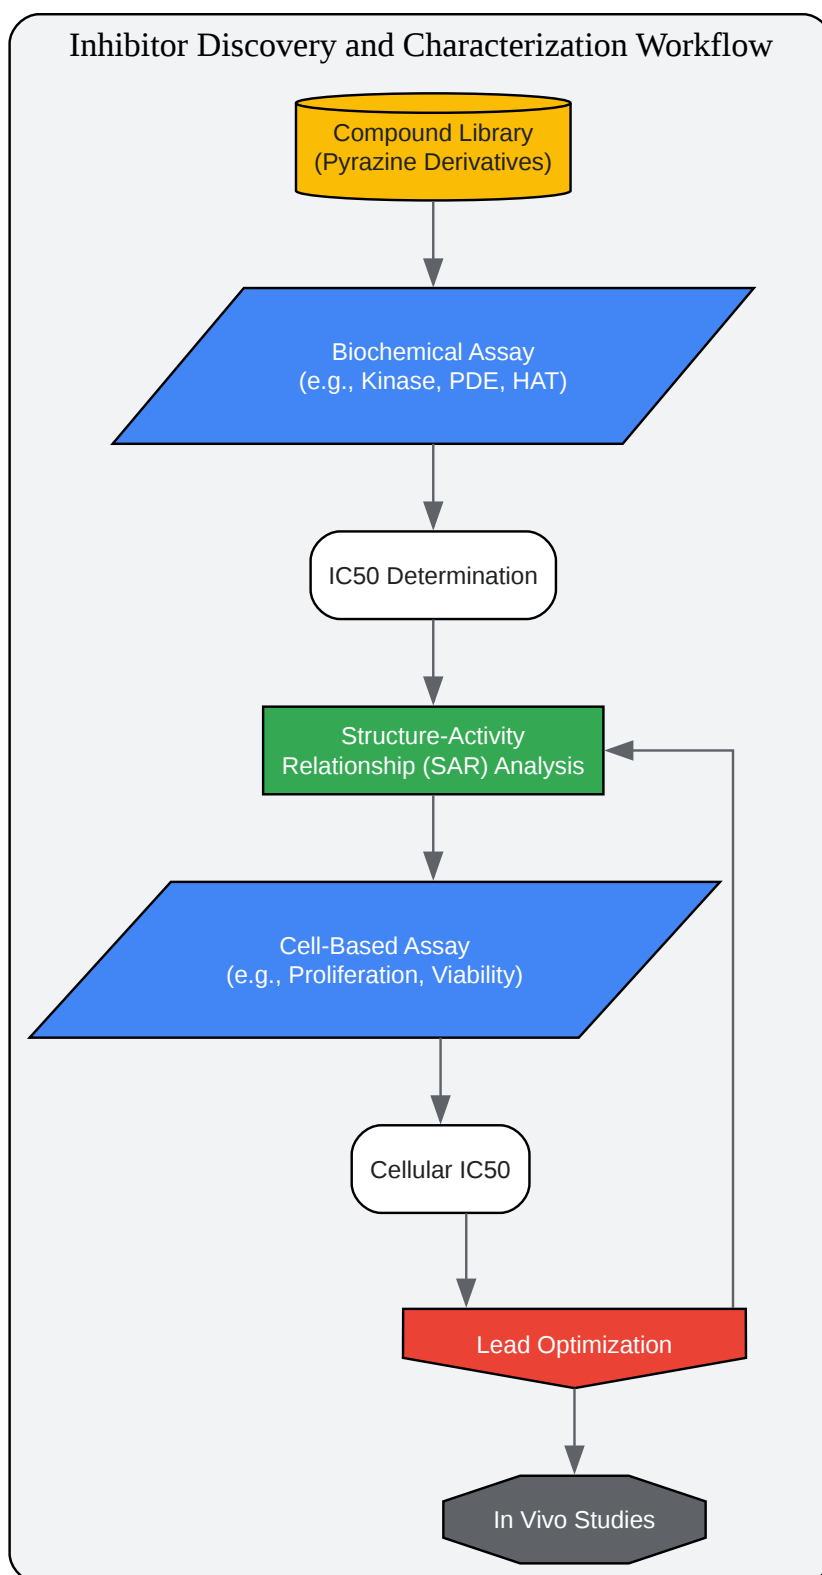 Inhibitor Discovery and Characterization Workflow
Compound Library
(Pyrazine Derivatives)
Biochemical Assay
(e.g., Kinase, PDE, HAT)
IC50 Determination
Structure-Activity
Relationship (SAR) Analysis
Cell-Based Assay
(e.g., Proliferation, Viability)
Cellular IC50
Lead Optimization
In Vivo Studies